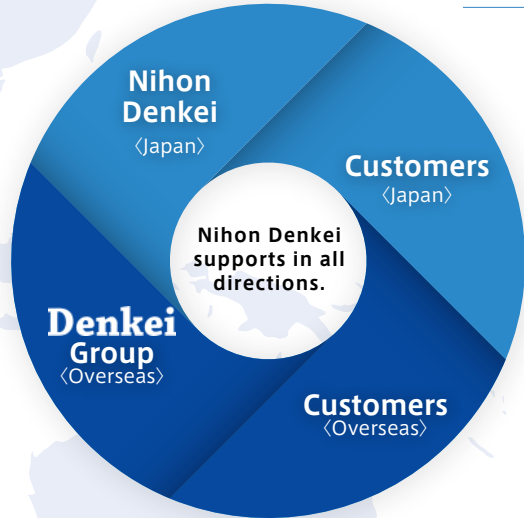 Nihon
Denkei
〈Japan〉
Customers
〈Japan〉
Nihon Denkei
supports in all
directions.
Denkei
Group
〈Overseas〉
Customers
〈Overseas〉